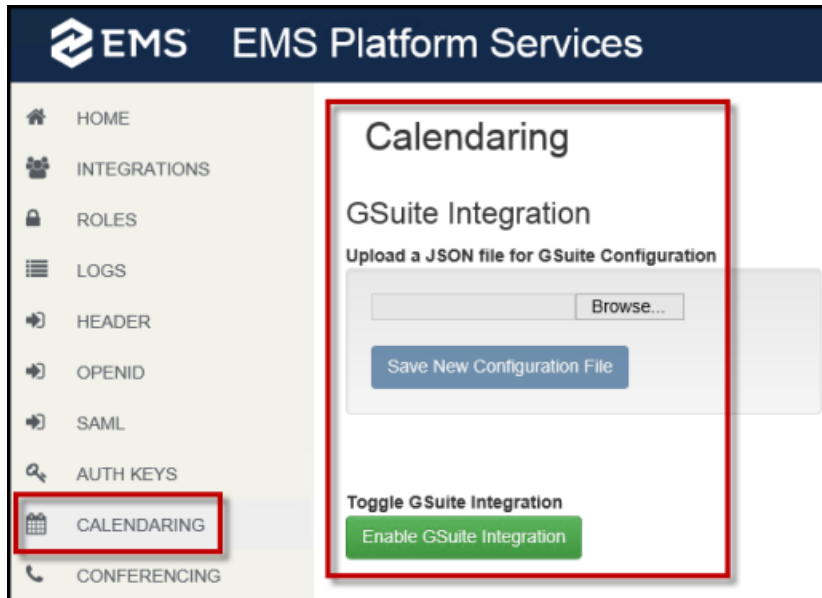 EMS EMS Platform Services
HOME
INTEGRATIONS
ROLES
LOGS
HEADER
OPENID
SAML
AUTH KEYS
CALENDARING
CONFERENCING
Calendaring
GSuite Integration
Upload a JSON file for GSuite Configuration
Browse...
Save New Configuration File
Toggle GSuite Integration
Enable GSuite Integration